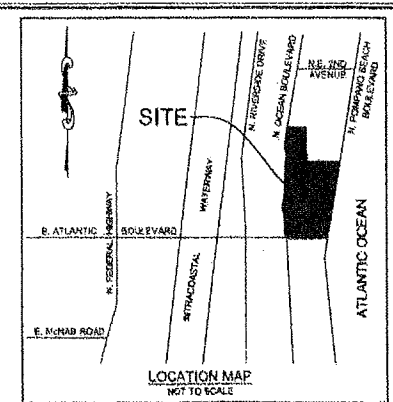 N. RIVERSIDE DRIVE
N. OCEAN BOULEVARD
N.E. 2ND
AVENUE
N. POMPANO BEACH
BOULEVARD
SITE
WATERWAY
INTRACOASTAL
N. FEDERAL HIGHWAY
E. ATLANTIC BOULEVARD
ATLANTIC OCEAN
E. McNAB ROAD
LOCATION MAP
NOT TO SCALE